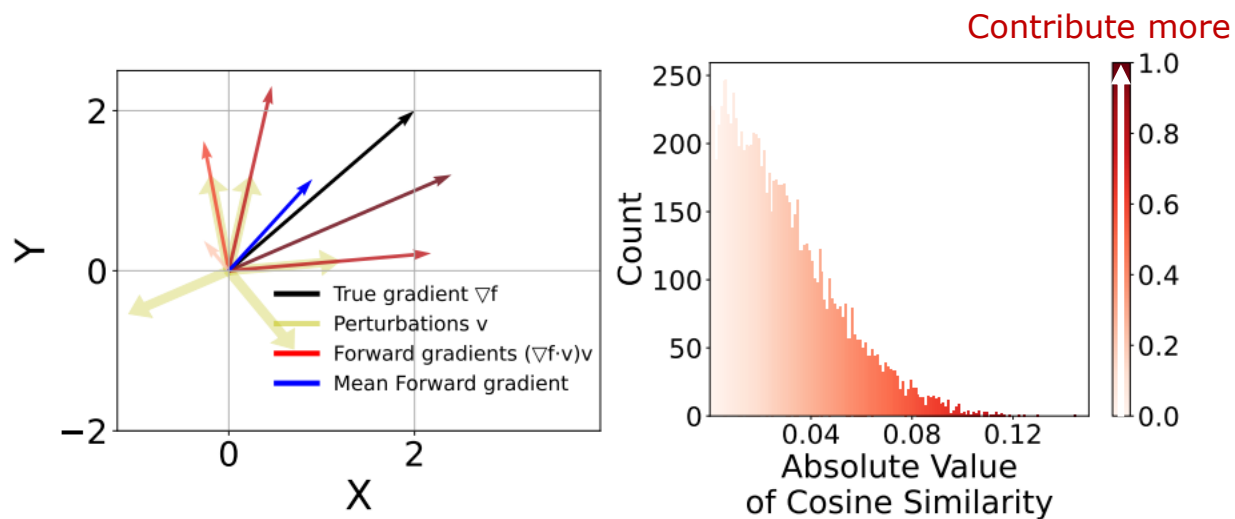 Contribute more
2
0
−2
Y
0
2
X
True gradient ∇f
Perturbations v
Forward gradients (∇f·v)v
Mean Forward gradient
250
200
150
100
50
0
Count
0.04
0.08
0.12
Absolute Value
of Cosine Similarity
1.0
0.8
0.6
0.4
0.2
0.0